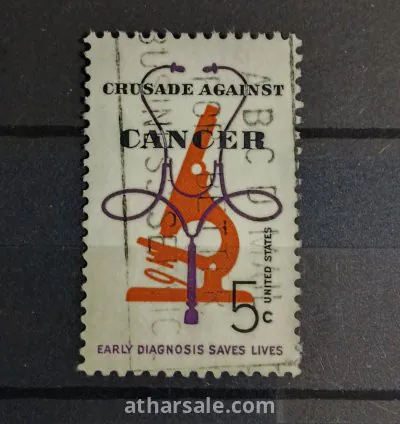 CRUSADE AGAINST
CANCER
UNITED STATES
5c
EARLY DIAGNOSIS SAVES LIVES
atharsale.com